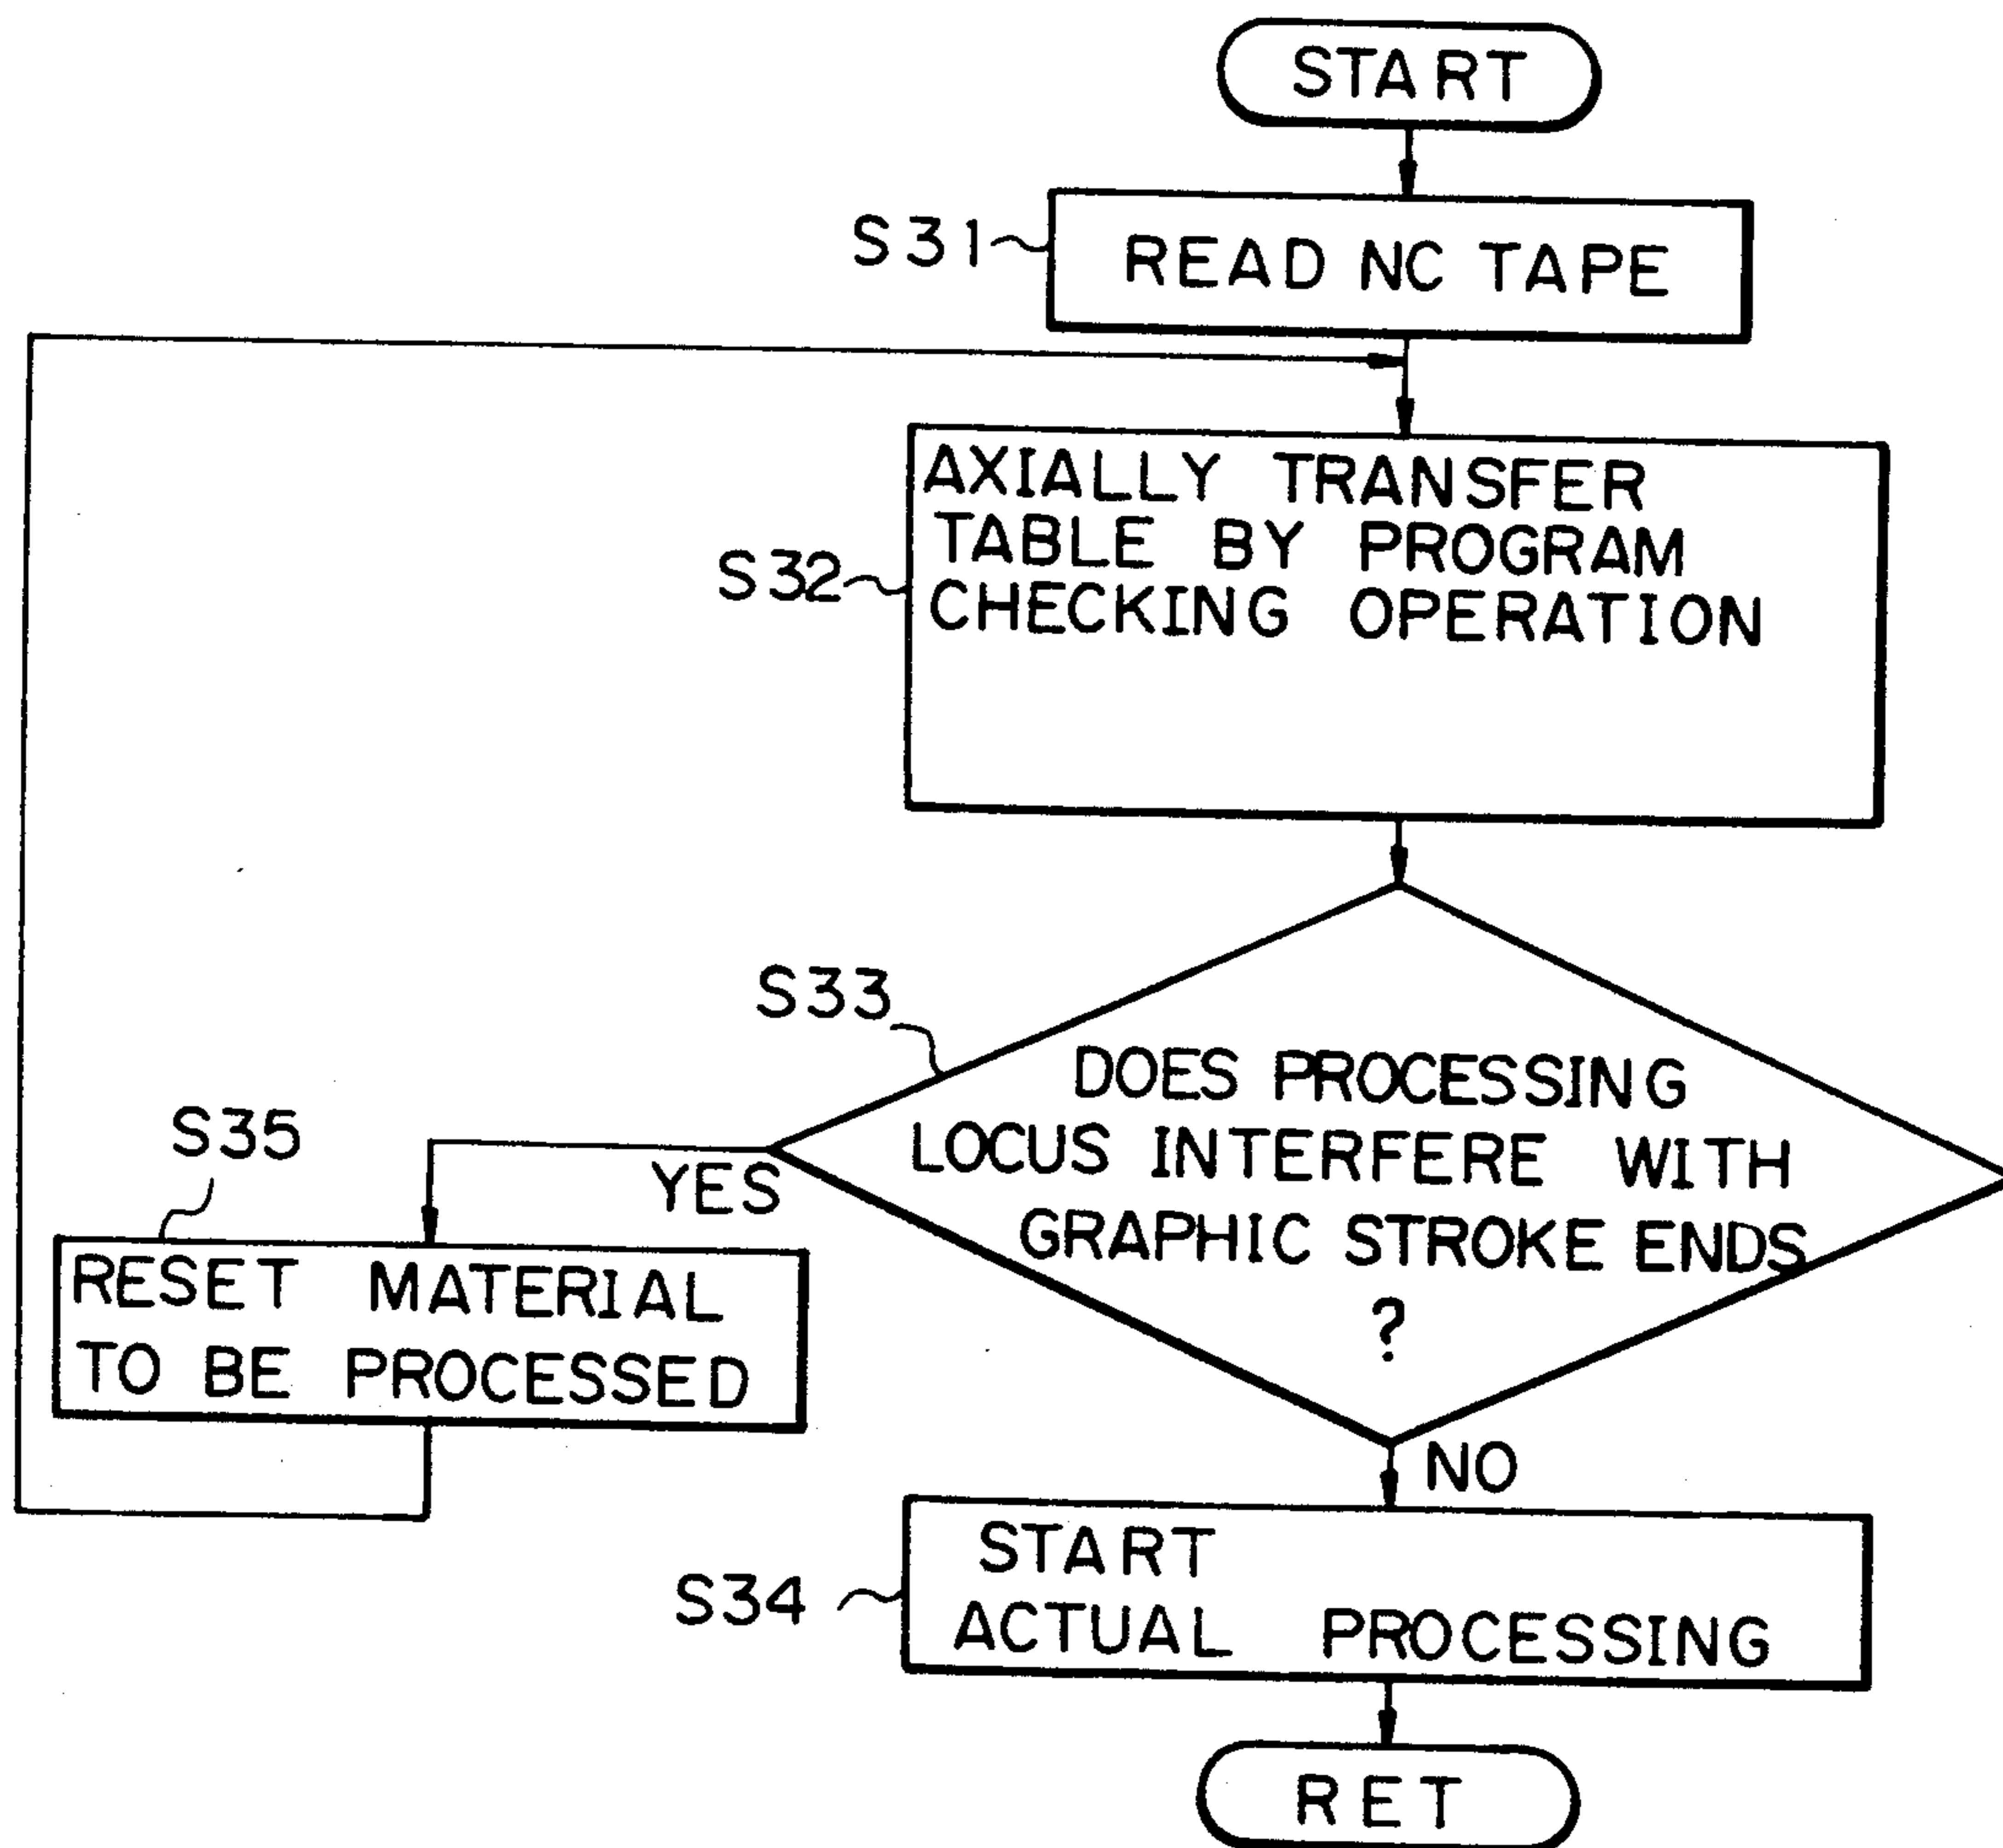 START
S31
READ NC TAPE
S32
AXIALLY TRANSFER
TABLE BY PROGRAM
CHECKING OPERATION
S33
DOES PROCESSING
LOCUS INTERFERE WITH
GRAPHIC STROKE ENDS
?
YES
S35
RESET MATERIAL
TO BE PROCESSED
NO
S34
START
ACTUAL PROCESSING
RET